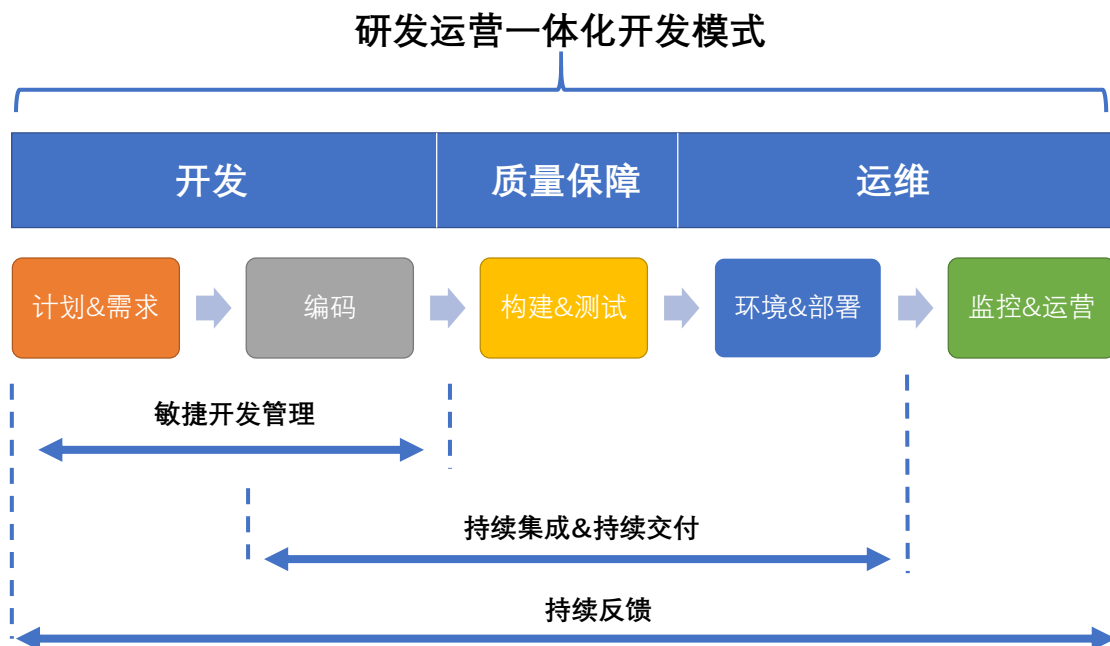 研发运营一体化开发模式
开发
质量保障
运维
计划&需求
编码
构建&测试
环境&部署
监控&运营
敏捷开发管理
持续集成&持续交付
持续反馈